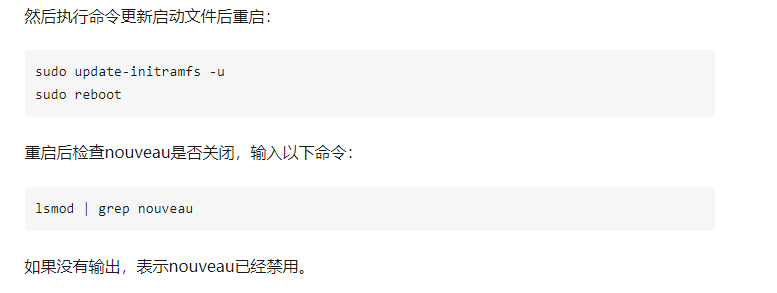 然后执行命令更新启动文件后重启：
sudo update-initramfs -u
sudo reboot
重启后检查nouveau是否关闭，输入以下命令：
lsmod | grep nouveau
如果没有输出，表示nouveau已经禁用。